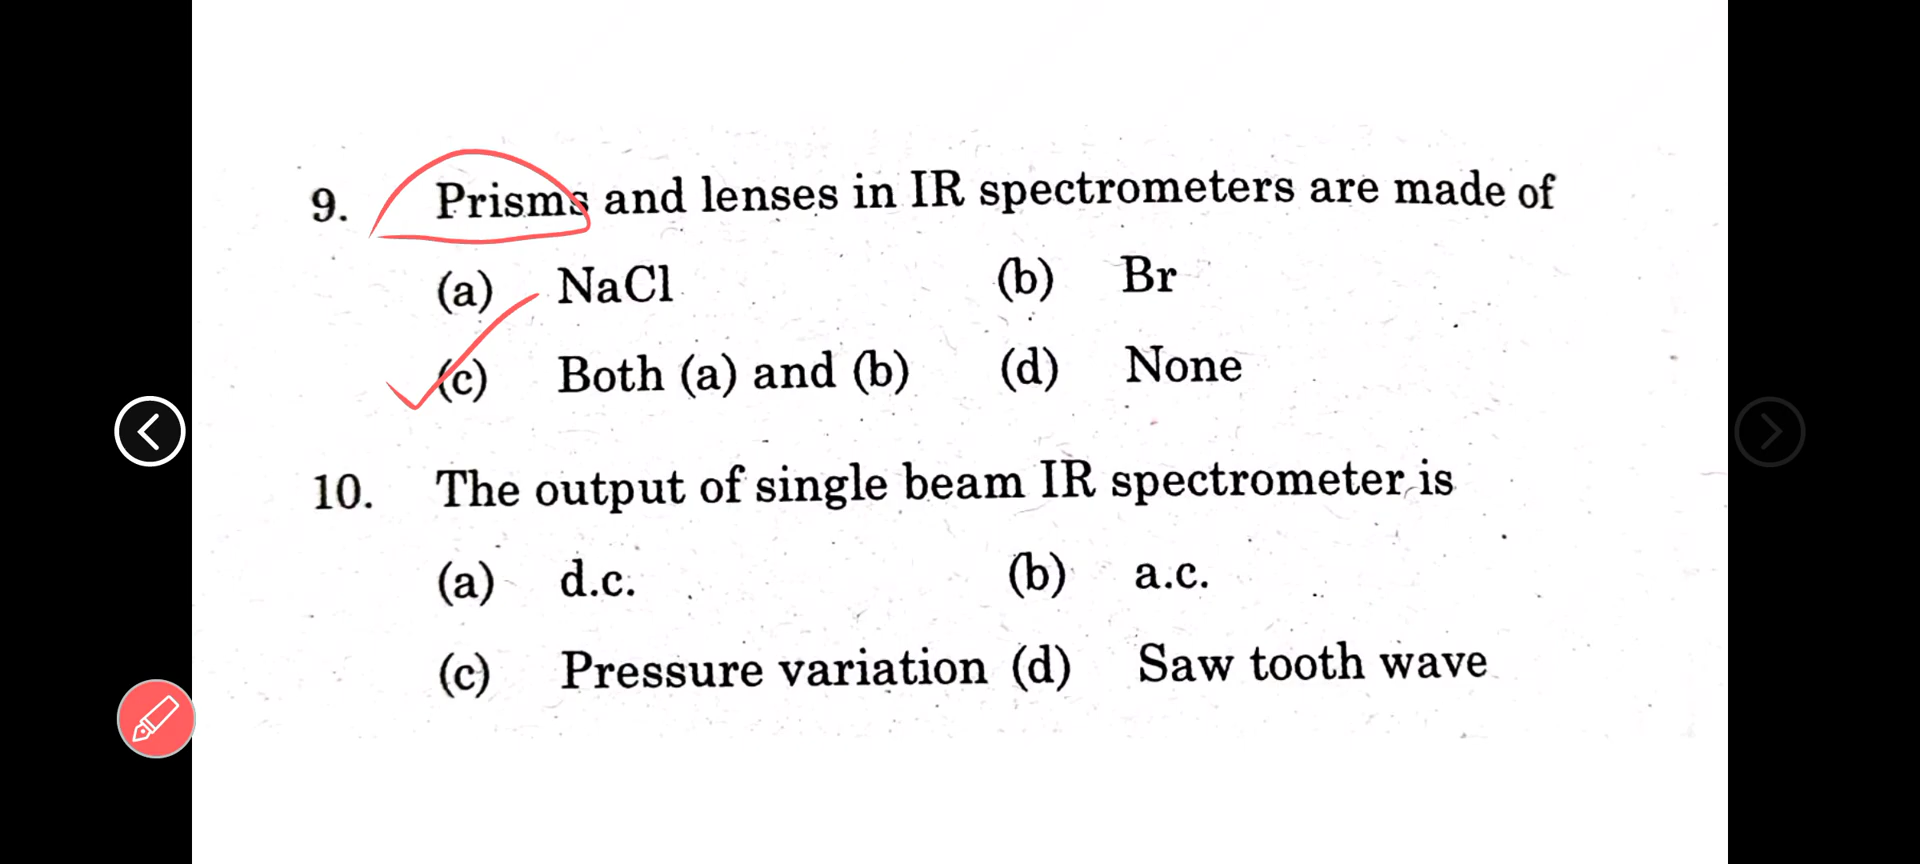 9. Prisms and lenses in IR spectrometers are made of
(a) NaCl (b) Br
(c) Both (a) and (b) (d) None
10. The output of single beam IR spectrometer is
(a) d.c. (b) a.c.
(c) Pressure variation (d) Saw tooth wave